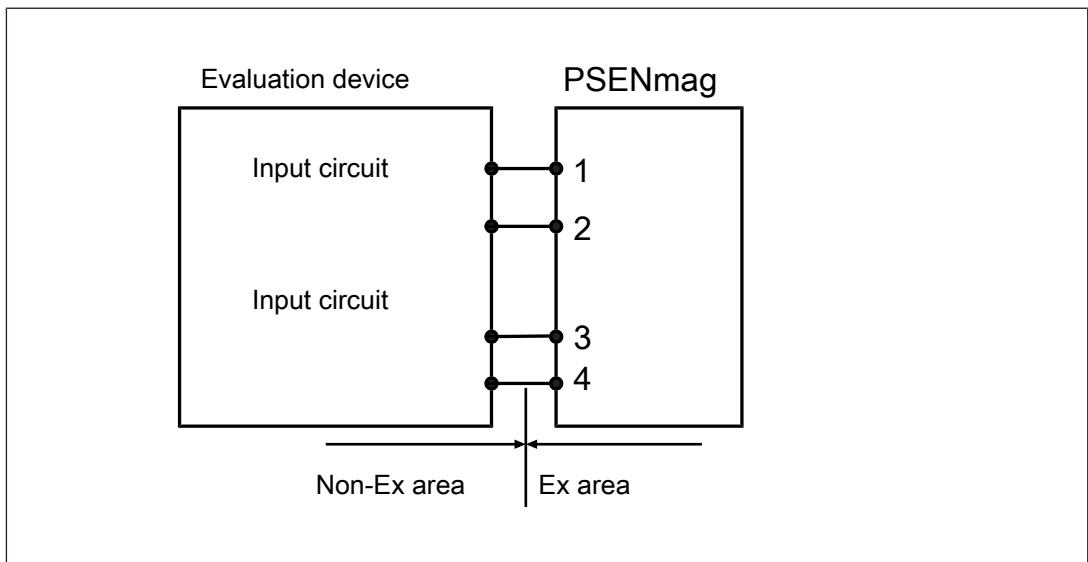 Evaluation device
PSENmag
Input circuit
1
2
Input circuit
3
4
Non-Ex area
Ex area